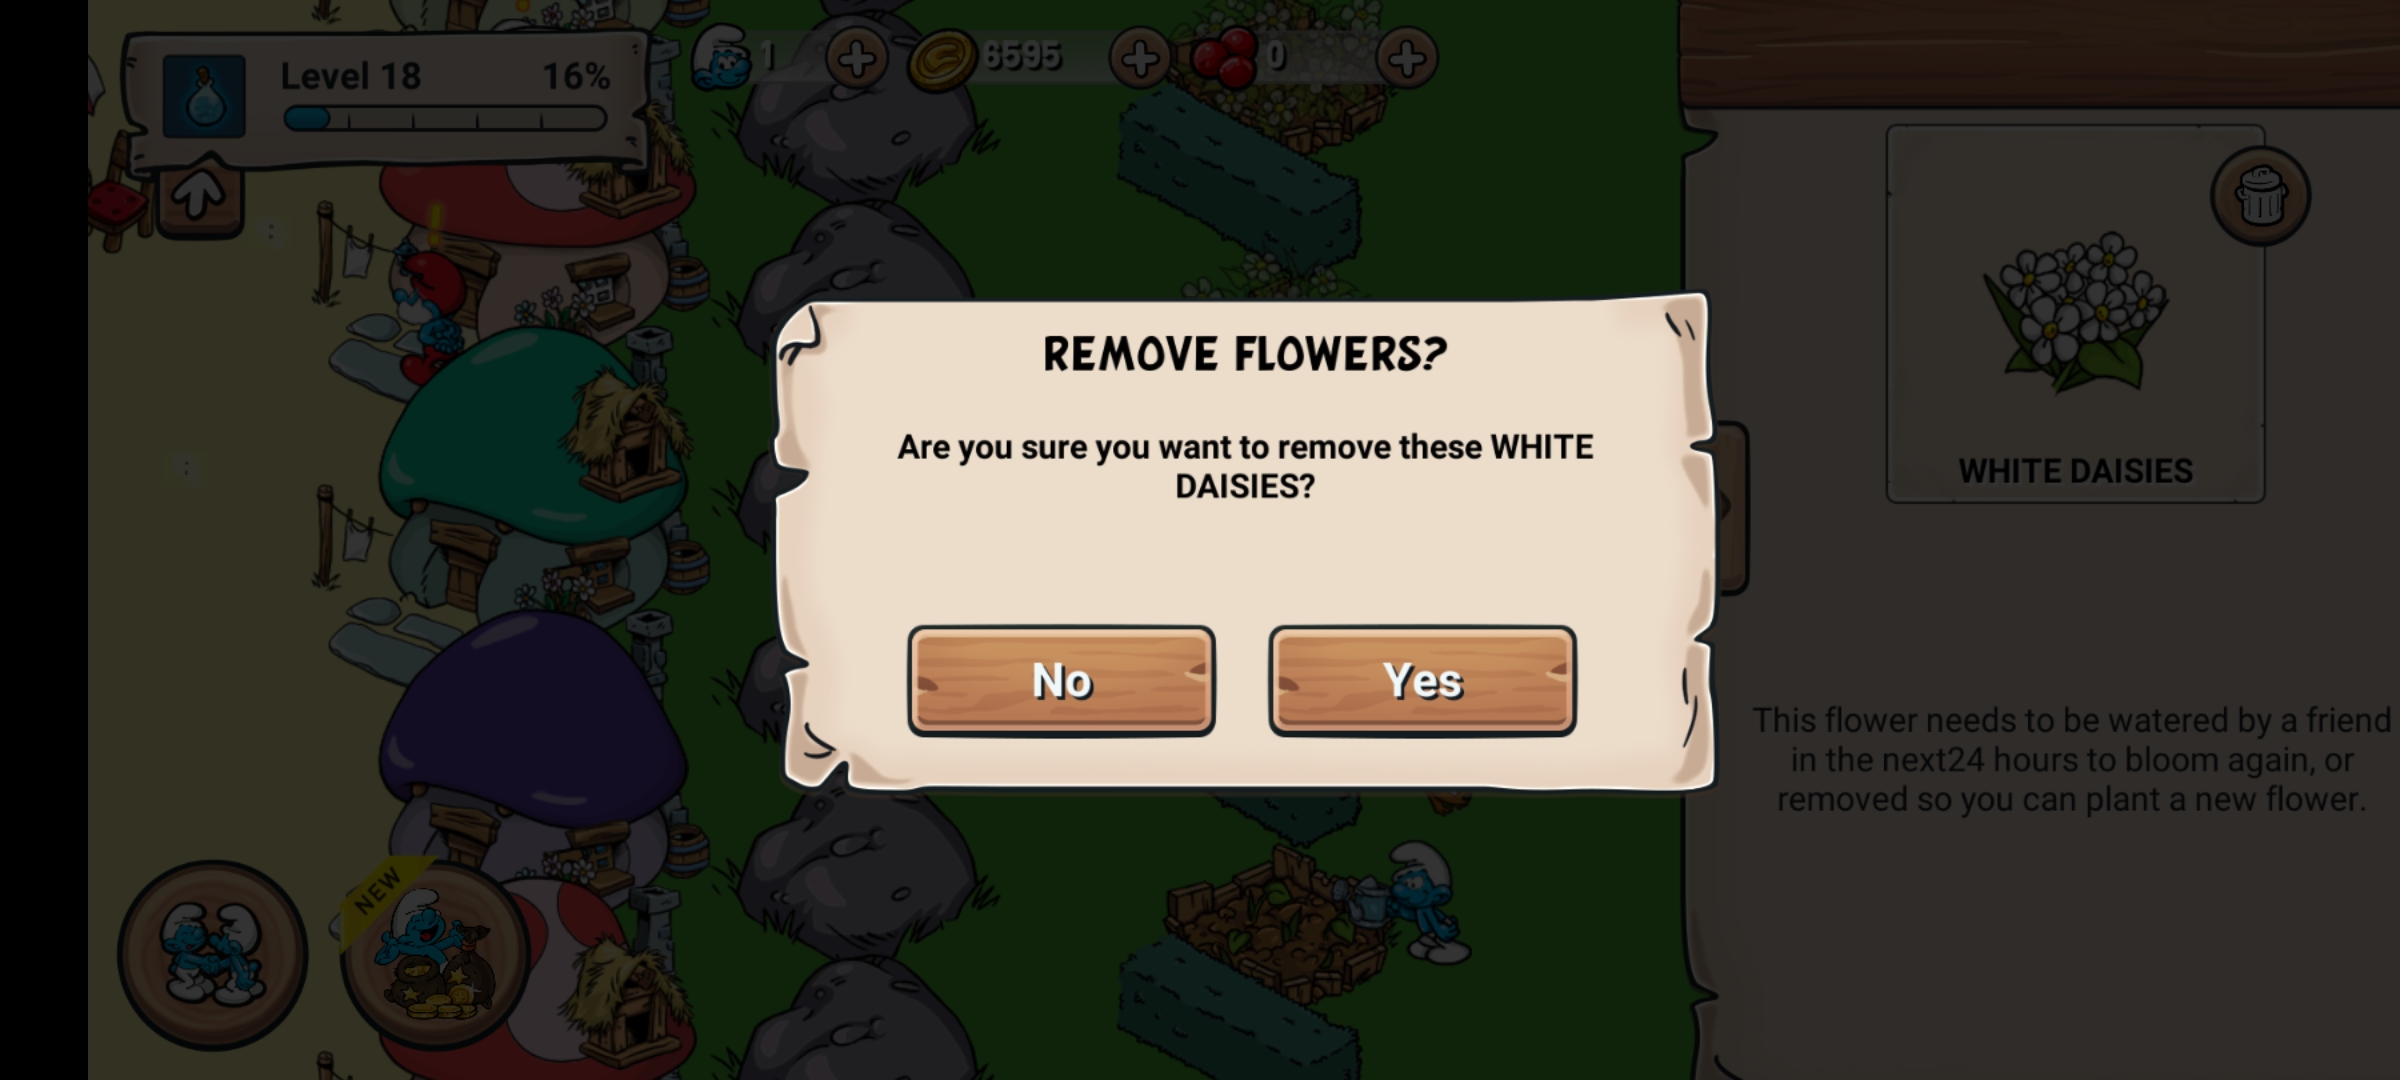 Level 18
16%
1
6595
0
REMOVE FLOWERS?
Are you sure you want to remove these WHITE
DAISIES?
No
Yes
WHITE DAISIES
This flower needs to be watered by a friend
in the next24 hours to bloom again, or
removed so you can plant a new flower.
NEW